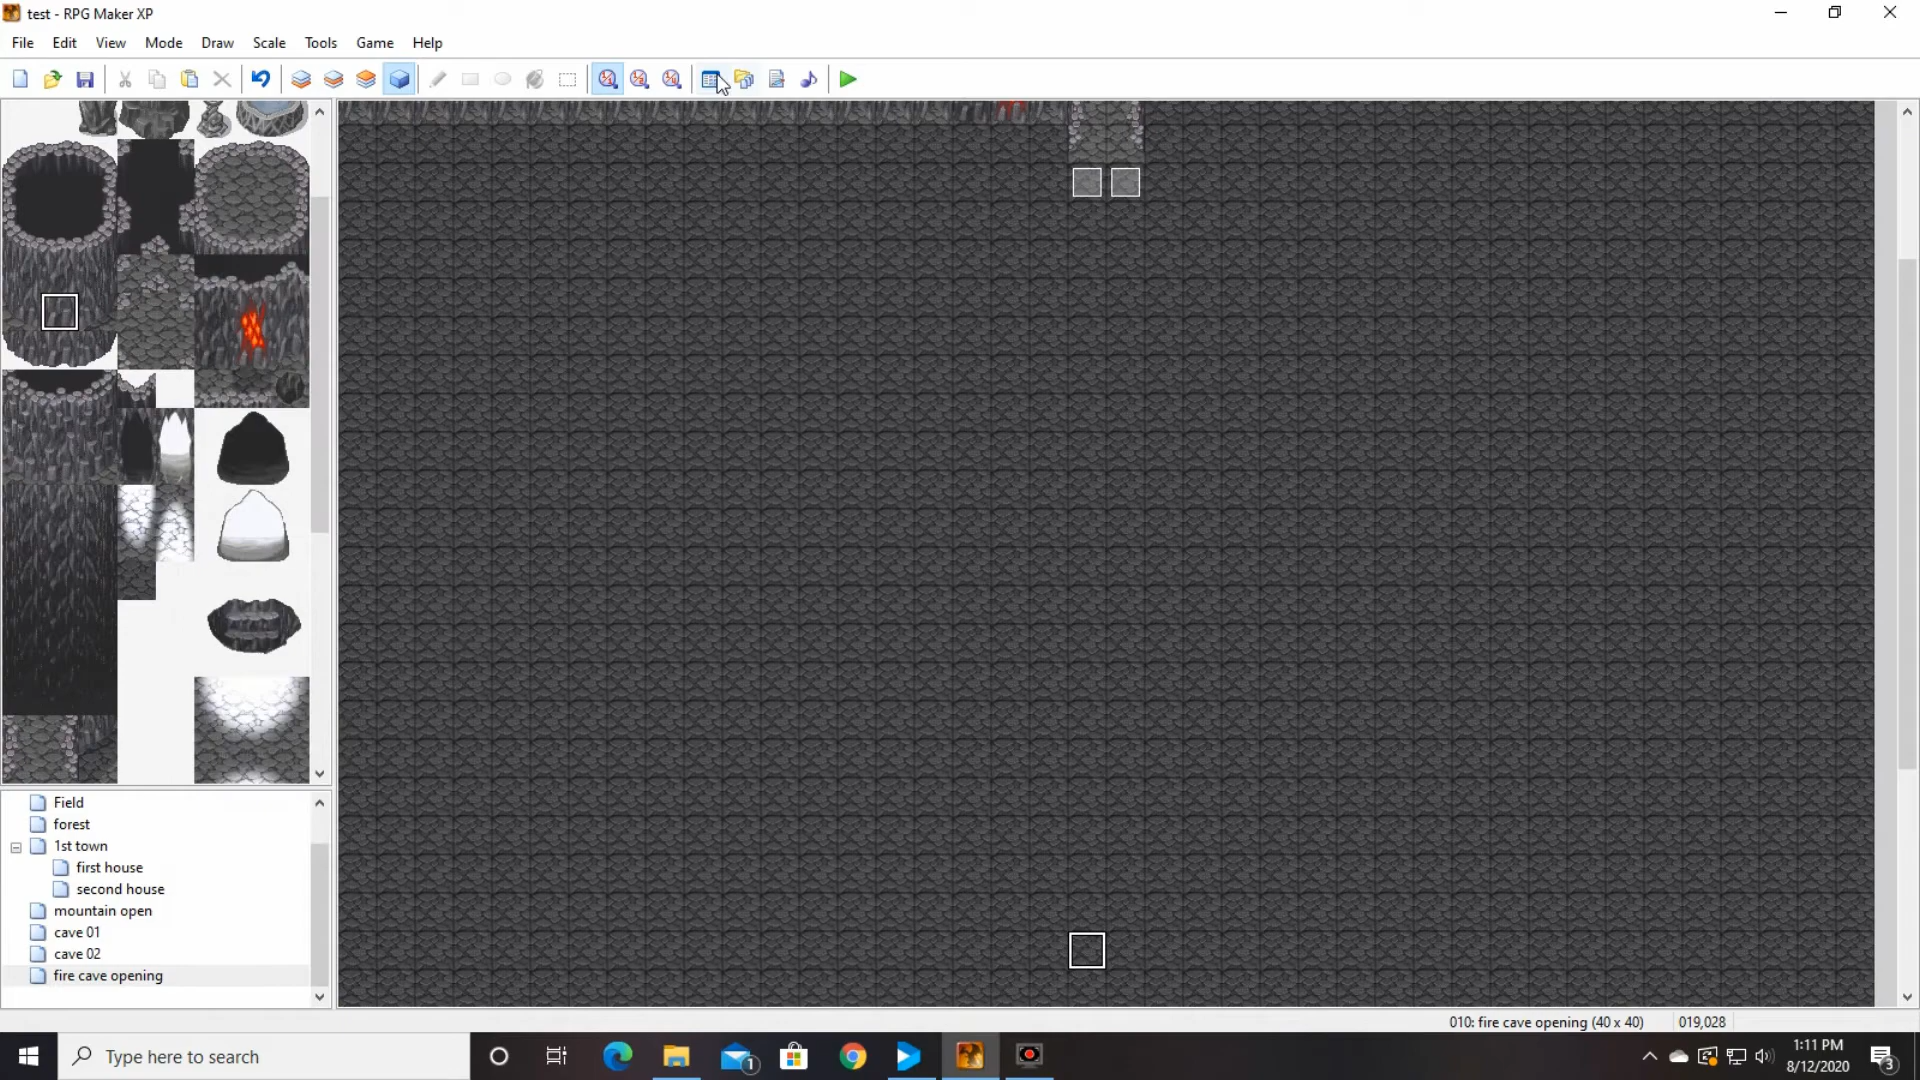 test - RPG Maker XP
File Edit View Mode Draw Scale Tools Game Help
Field
forest
1st town
first house
second house
mountain open
cave 01
cave 02
fire cave opening
010: fire cave opening (40 x 40) 019,028
Type here to search
1
1:11 PM
8/12/2020
3